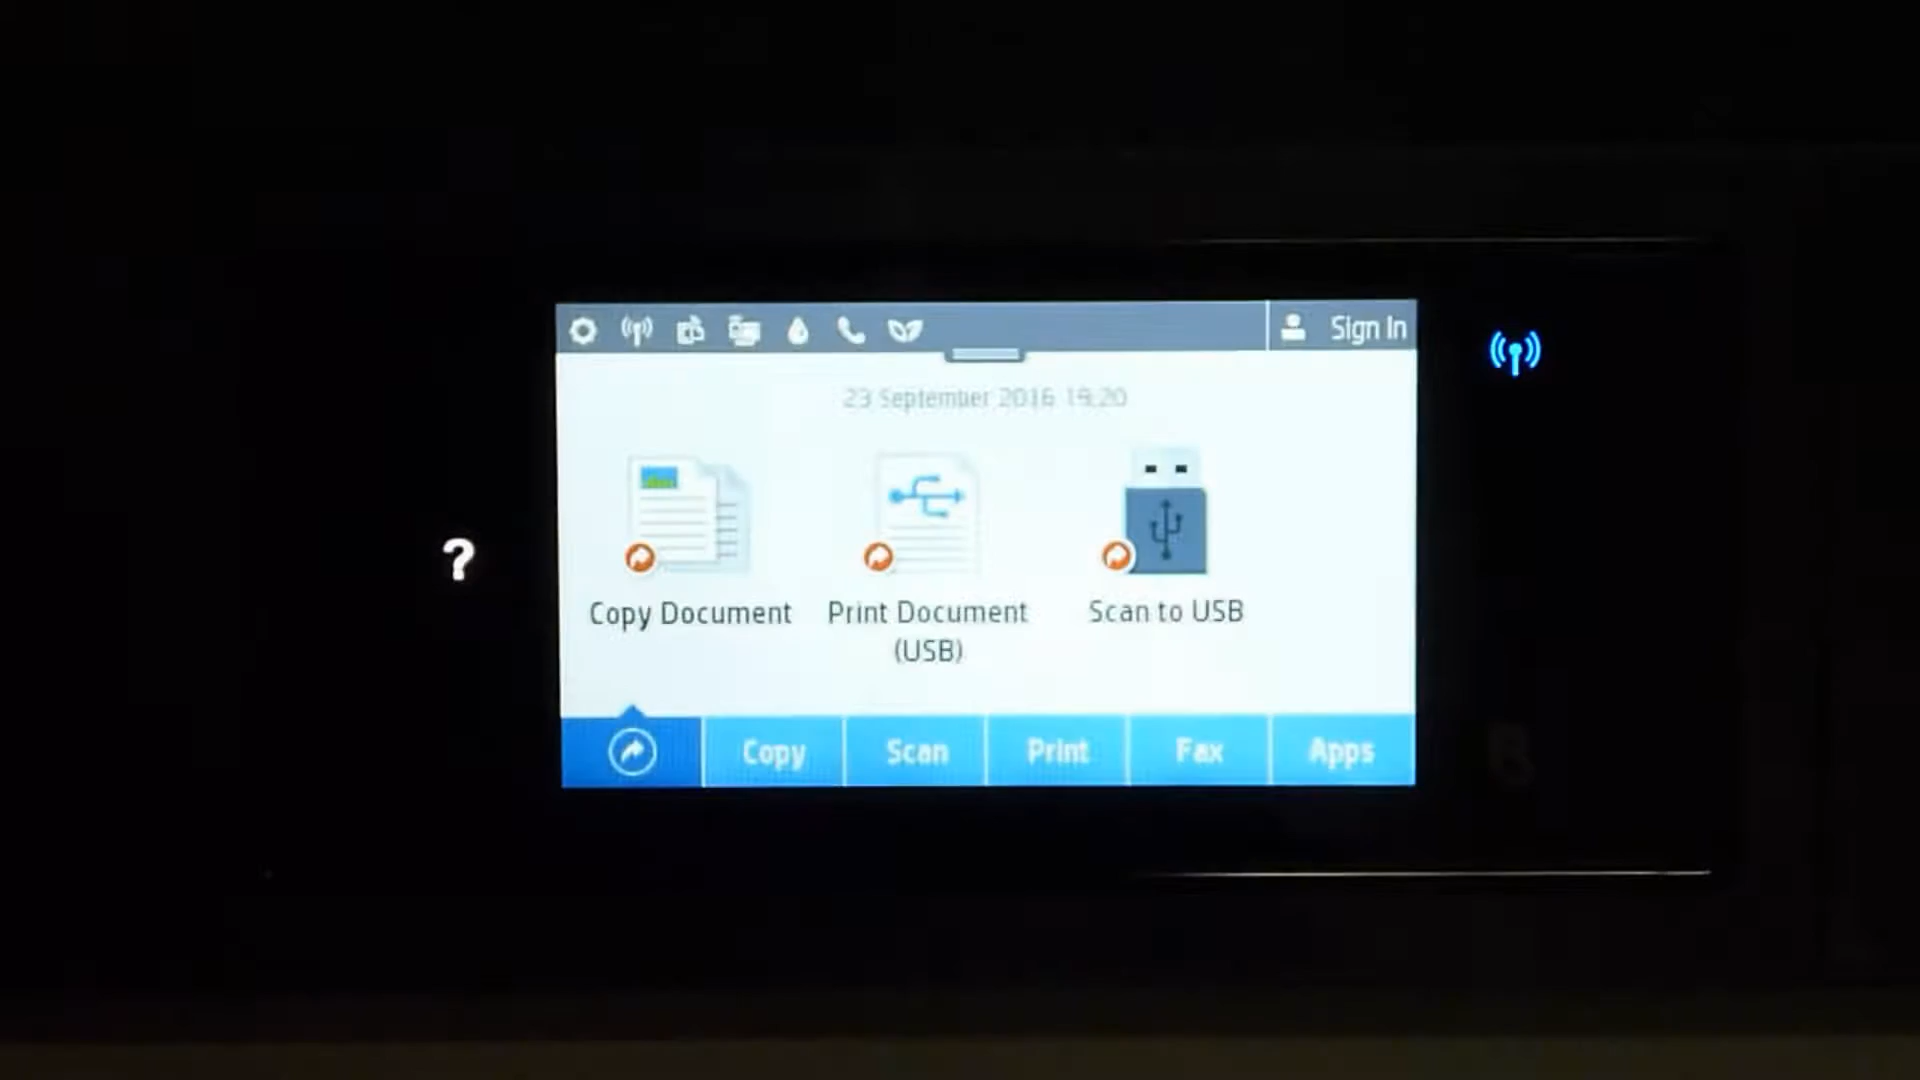 Sign In
23 September 2016 19:20
Copy Document
Print Document
(USB)
Scan to USB
?
Copy
Scan
Print
Fax
Apps